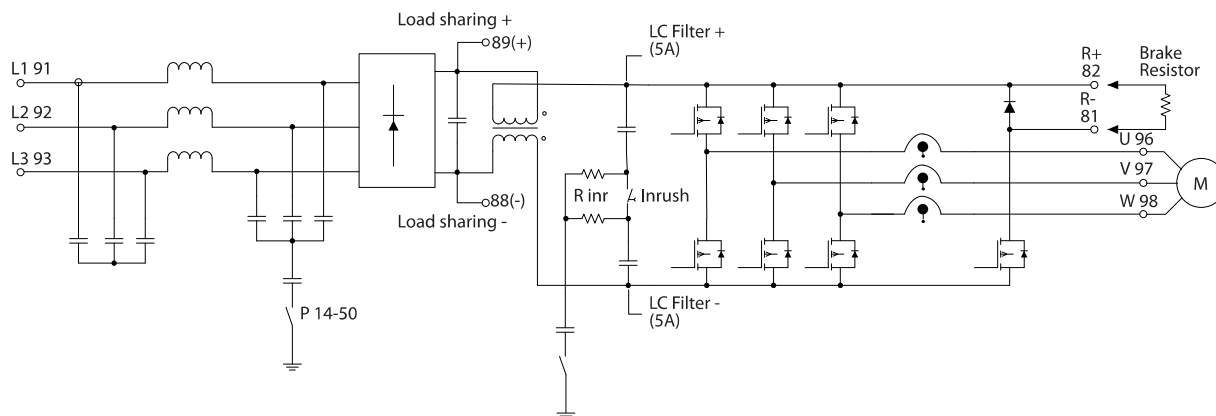 Load sharing +
89(+)
LC Filter +
(5A)
L1 91
L2 92
L3 93
R+
82
Brake
Resistor
R-
81
U 96
V 97
W 98
M
R inr
Inrush
88(-)
Load sharing -
LC Filter -
(5A)
P 14-50